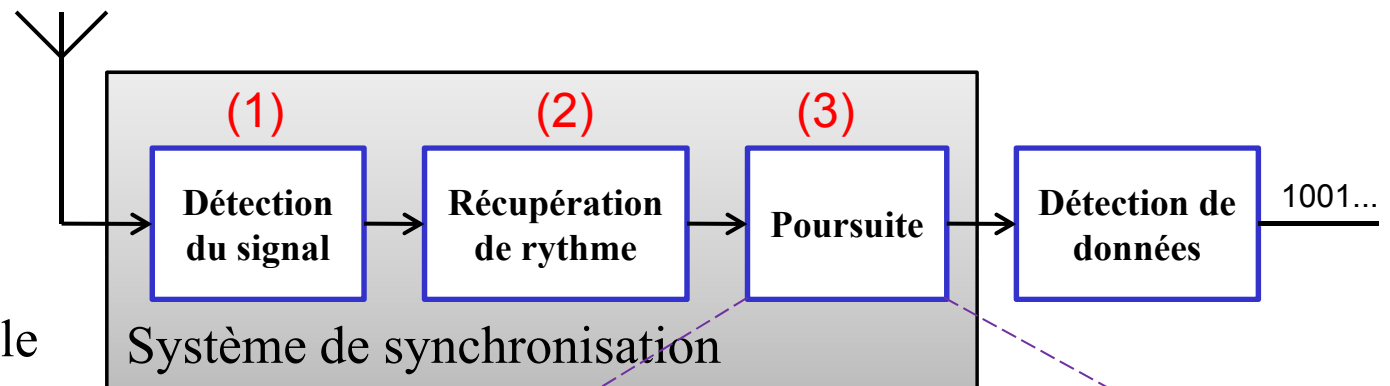 (1) (2) (3)
Détection du signal
Récupération de rythme
Poursuite
Détection de données
1001...
le
Système de synchronisation